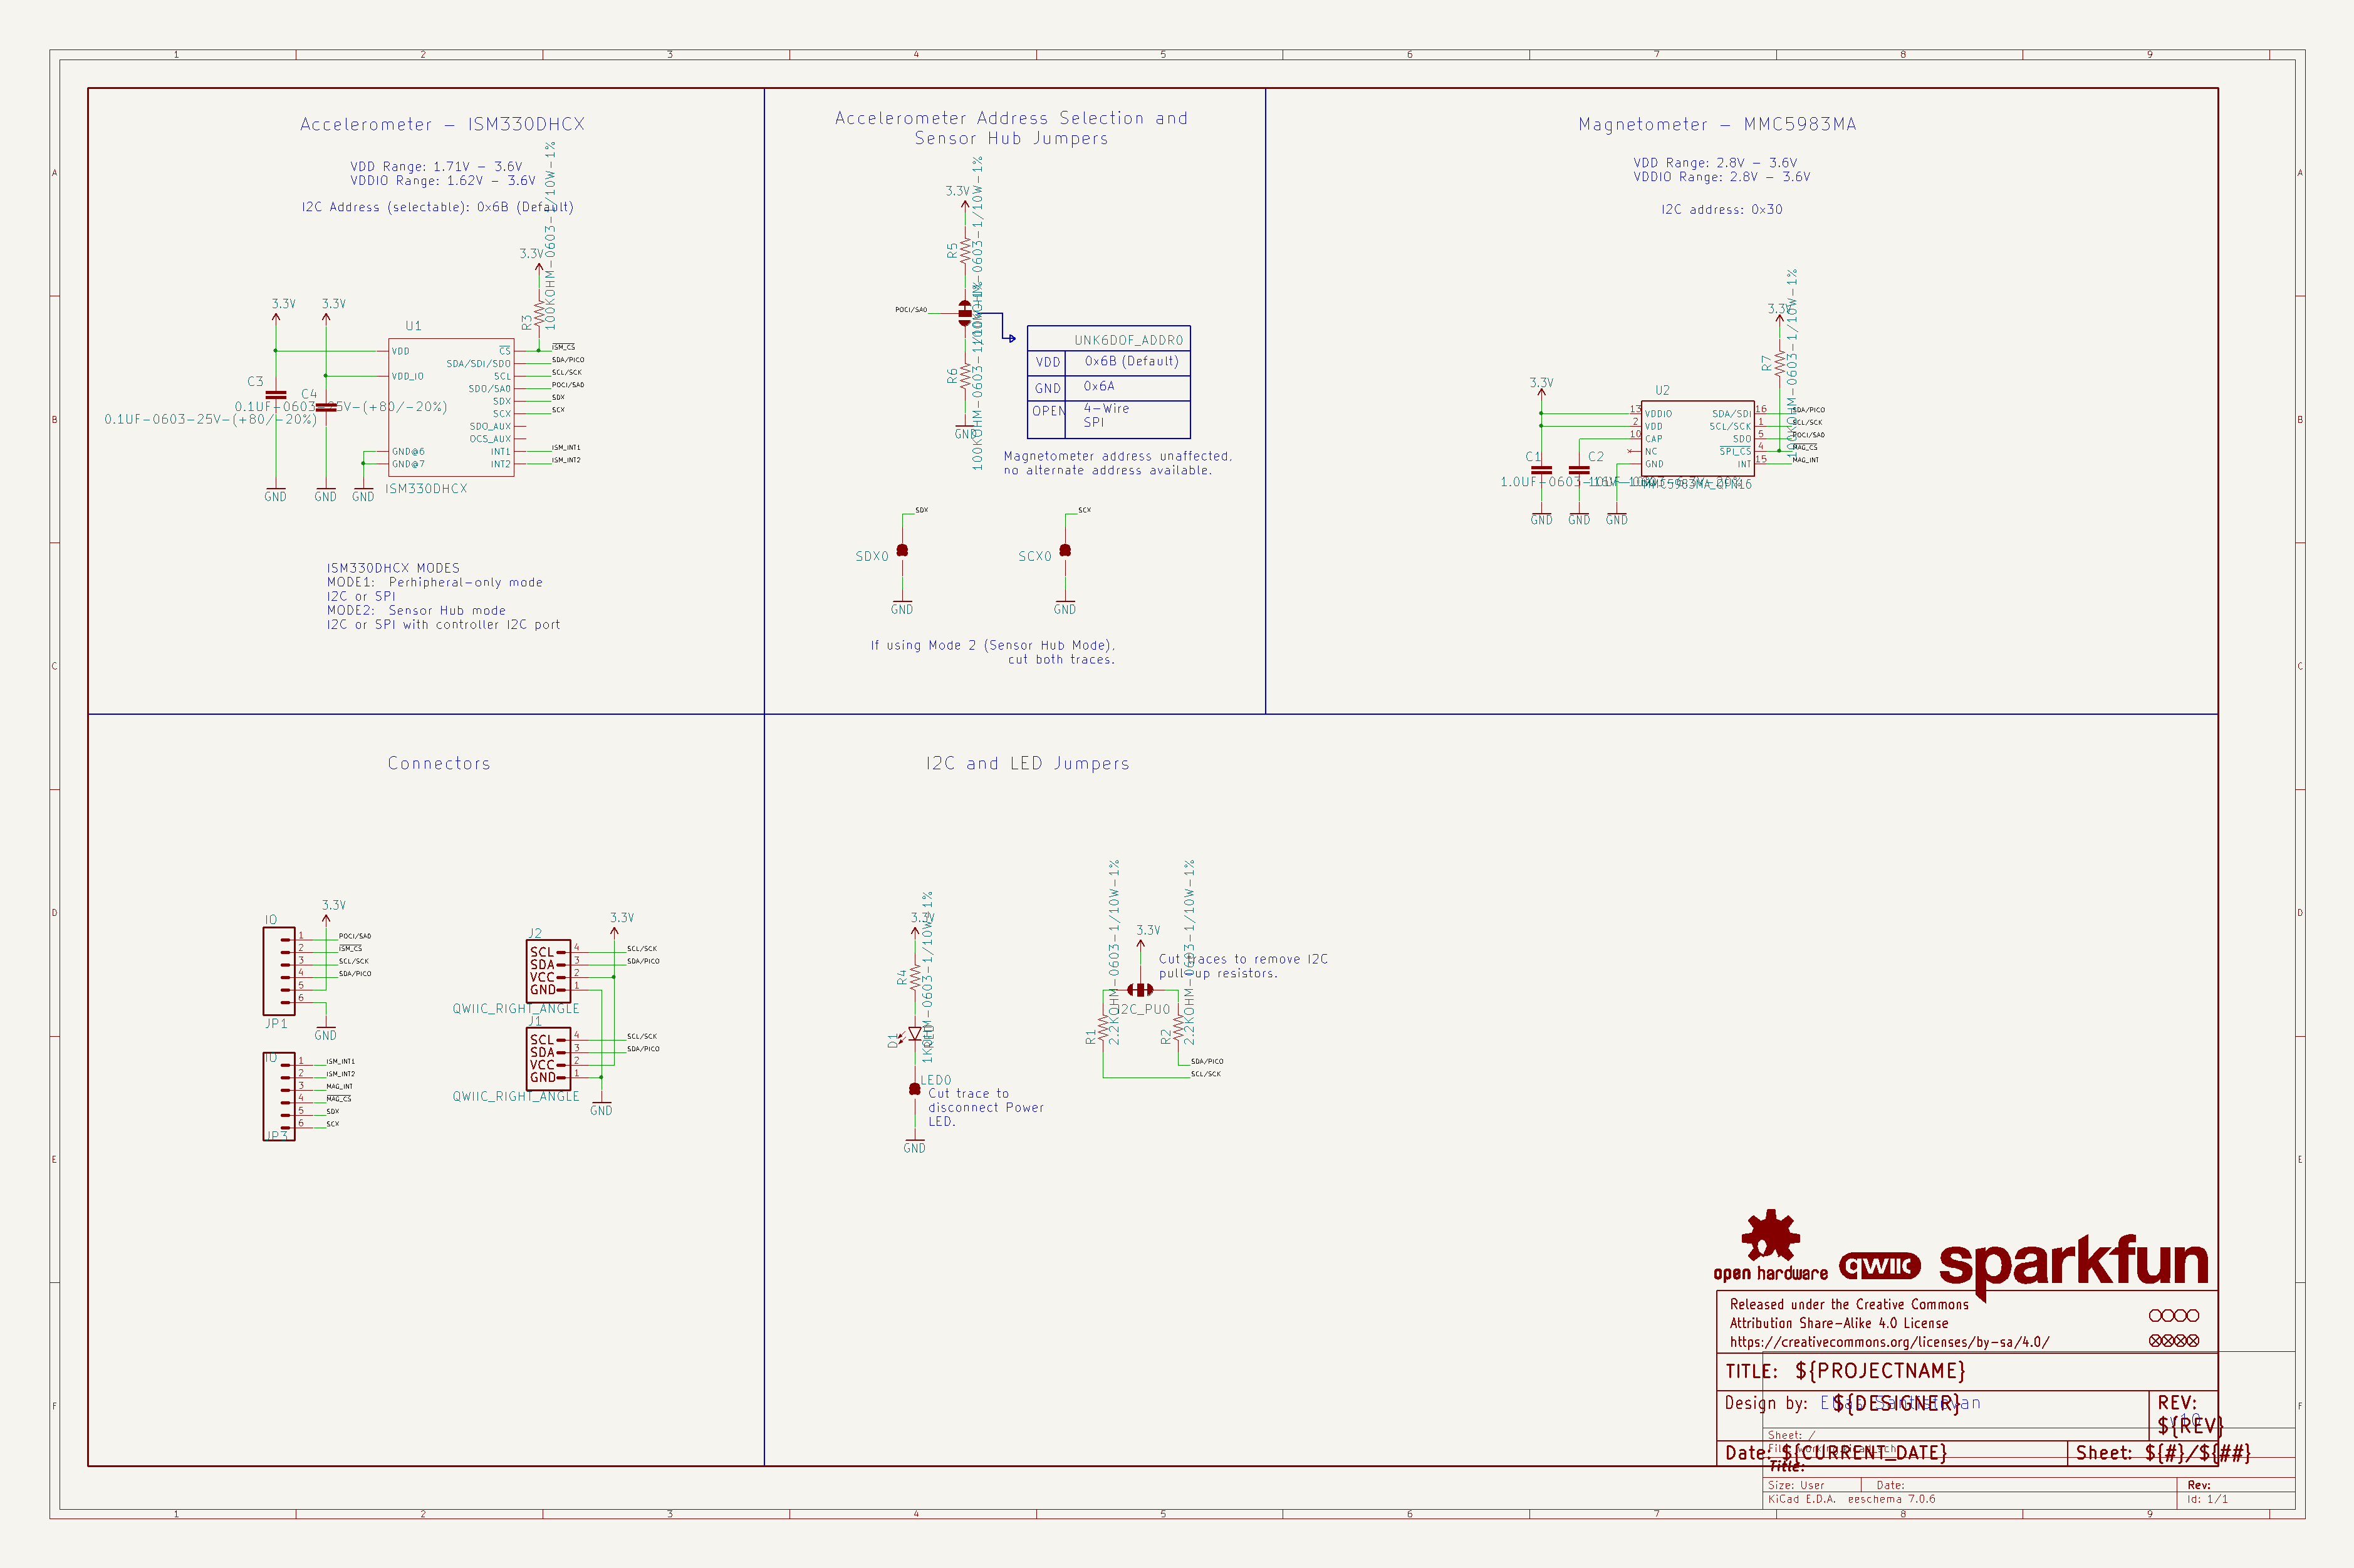 Accelerometer - ISM330DHCX
VDD Range: 1.71V - 3.6V
VDDIO Range: 1.62V - 3.6V
I2C Address (selectable): 0x6B (Default)
3.3V
R3
100KOHM-0603-1/10W-1%
3.3V
3.3V
U1
VDD
VDD_IO
GND@6
GND@7
CS
SDA/SDI/SDO
SCL
SDO/SA0
SDX
SCX
SDO_AUX
OCS_AUX
INT1
INT2
ISM_CS
SDA/PICO
SCL/SCK
POCI/SAO
SDX
SCX
ISM_INT1
ISM_INT2
C3
0.1UF-0603-25V-(+80/-20%)
C4
0.1UF-0603-25V-(+80/-20%)
GND
GND
GND
ISM330DHCX
ISM330DHCX MODES
MODE1: Perhipheral-only mode
I2C or SPI
MODE2: Sensor Hub mode
I2C or SPI with controller I2C port
Accelerometer Address Selection and
Sensor Hub Jumpers
3.3V
R5
POCI/SAO
R6
100KOHM-0603-1/10W-1%
GND
UNK6DOF_ADDR0
VDD 0x6B (Default)
GND 0x6A
OPEN 4-Wire
SPI
Magnetometer address unaffected,
no alternate address available.
SDX
SDX0
GND
SCX
SCX0
GND
If using Mode 2 (Sensor Hub Mode),
cut both traces.
Magnetometer - MMC5983MA
VDD Range: 2.8V - 3.6V
VDDIO Range: 2.8V - 3.6V
I2C address: 0x30
3.3V
R7
100KOHM-0603-1/10W-1%
3.3V
U2
13 VDDIO
2 VDD
10 CAP
NC
GND
SDA/SDI 16
SCL/SCK 1
SDO 5
SPI_CS 4
INT 15
SDA/PICO
SCL/SCK
POCI/SAO
MAG_CS
MAG_INT
C1
C2
MMC5983MA_QFN16
GND
GND
GND
Connectors
IO
3.3V
1 POCI/SAO
2 ISM_CS
3 SCL/SCK
4 SDA/PICO
5
6
JP1
GND
IO
1 ISM_INT1
2 ISM_INT2
3 MAG_INT
4 MAG_CS
5 SDX
6 SCX
JP3
3.3V
J2
SCL 4 SCL/SCK
SDA 3 SDA/PICO
VCC 2
GND 1
QWIIC_RIGHT_ANGLE
J1
SCL 4 SCL/SCK
SDA 3 SDA/PICO
VCC 2
GND 1
QWIIC_RIGHT_ANGLE
GND
I2C and LED Jumpers
3.3V
R4
1KOHM-0603-1/10W-1%
D1
LED0
Cut trace to
disconnect Power
LED.
GND
3.3V
Cut traces to remove I2C
pull-up resistors.
I2C_PU0
R1
2.2KOHM-0603-1/10W-1%
R2
2.2KOHM-0603-1/10W-1%
SDA/PICO
SCL/SCK
open hardware
qwiic
sparkfun
Released under the Creative Commons
Attribution Share-Alike 4.0 License
https://creativecommons.org/licenses/by-sa/4.0/
TITLE: ${PROJECTNAME}
Design by: ${DESIGNER}
REV:
${REV}
Date: ${CURRENT_DATE}
Sheet: ${#}/${##}
Sheet: /
Title:
Size: User
Date:
Rev:
KiCad E.D.A. eeschema 7.0.6
Id: 1/1
1 2 3 4 5 6 7 8 9
A
B
C
D
E
F
A
B
C
D
E
F
1 2 3 4 5 6 7 8 9